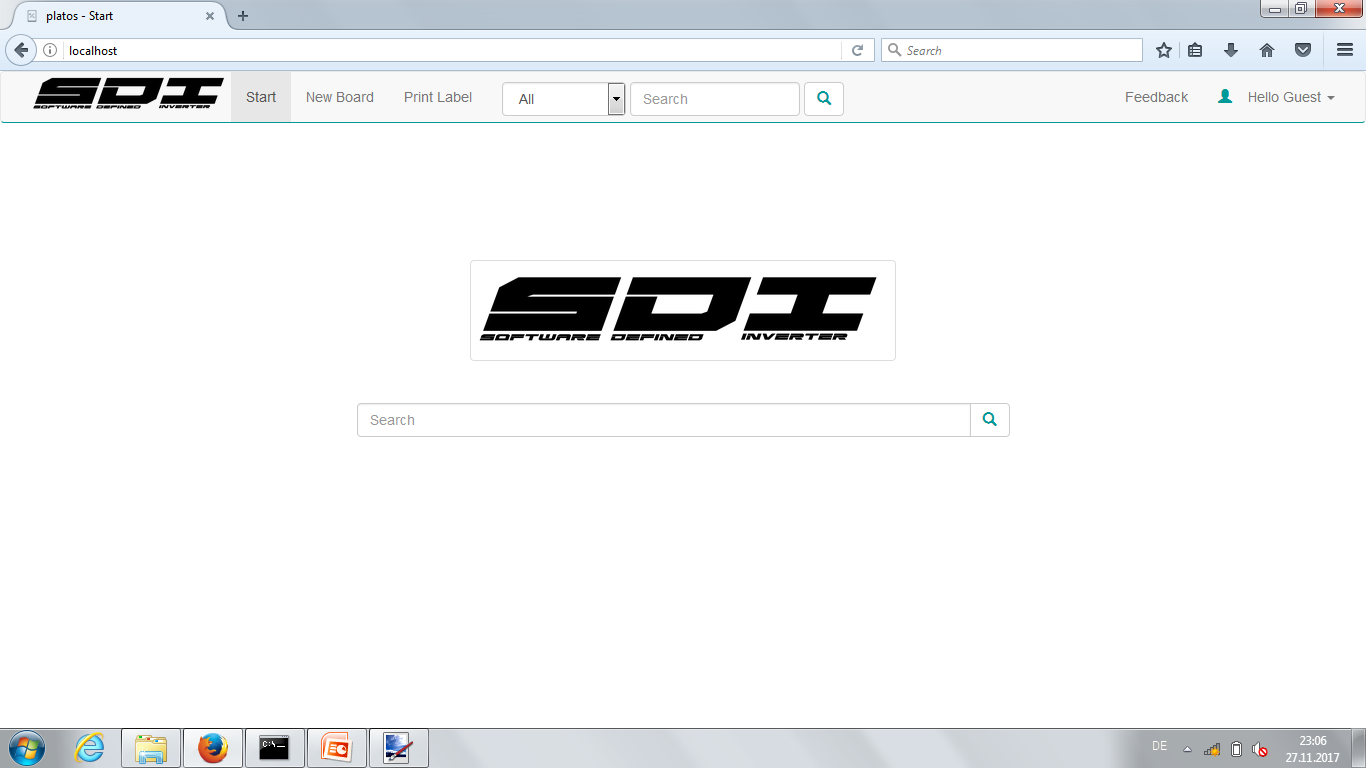 platos - Start
localhost
Search
SDI
SOFTWARE DEFINED INVERTER
Start
New Board
Print Label
All
Search
Feedback
Hello Guest
SDI
SOFTWARE DEFINED INVERTER
Search
C:\_
DE
23:06
27.11.2017